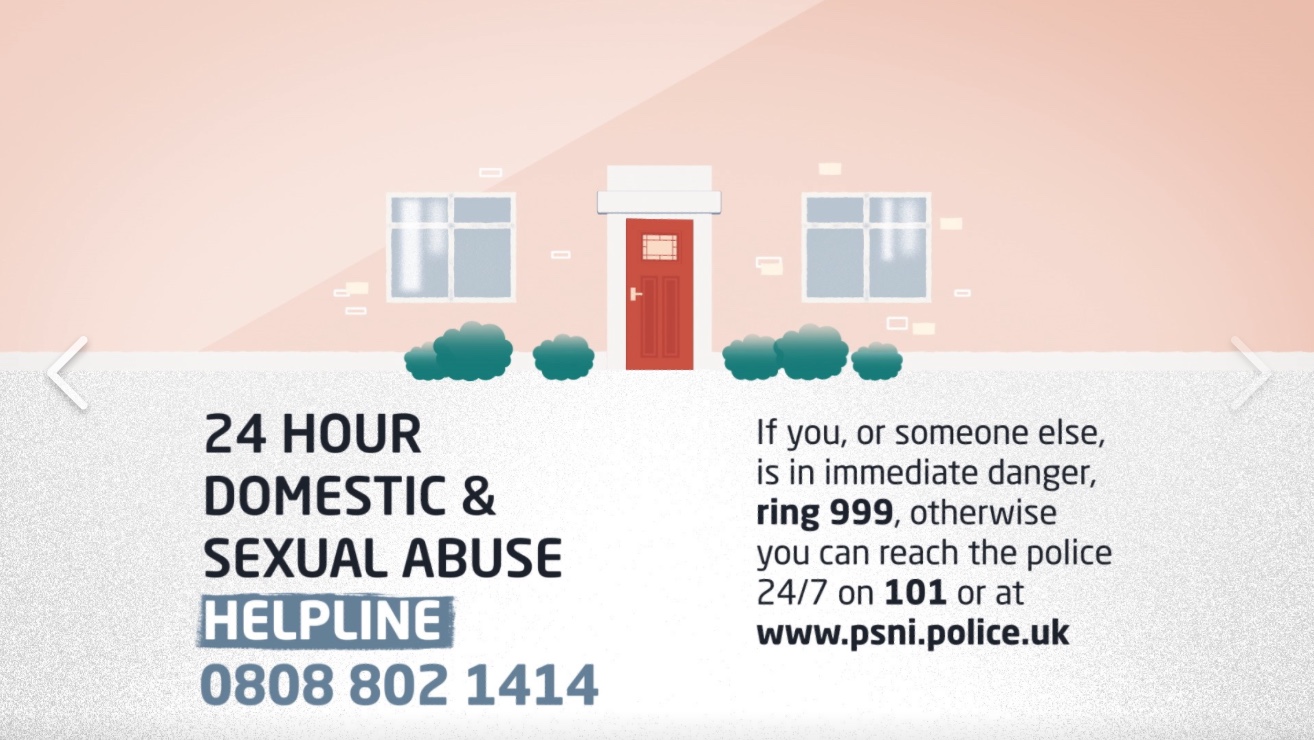 24 HOUR
DOMESTIC &
SEXUAL ABUSE
HELPLINE
0808 802 1414
If you, or someone else,
is in immediate danger,
ring 999, otherwise
you can reach the police
24/7 on 101 or at
www.psni.police.uk